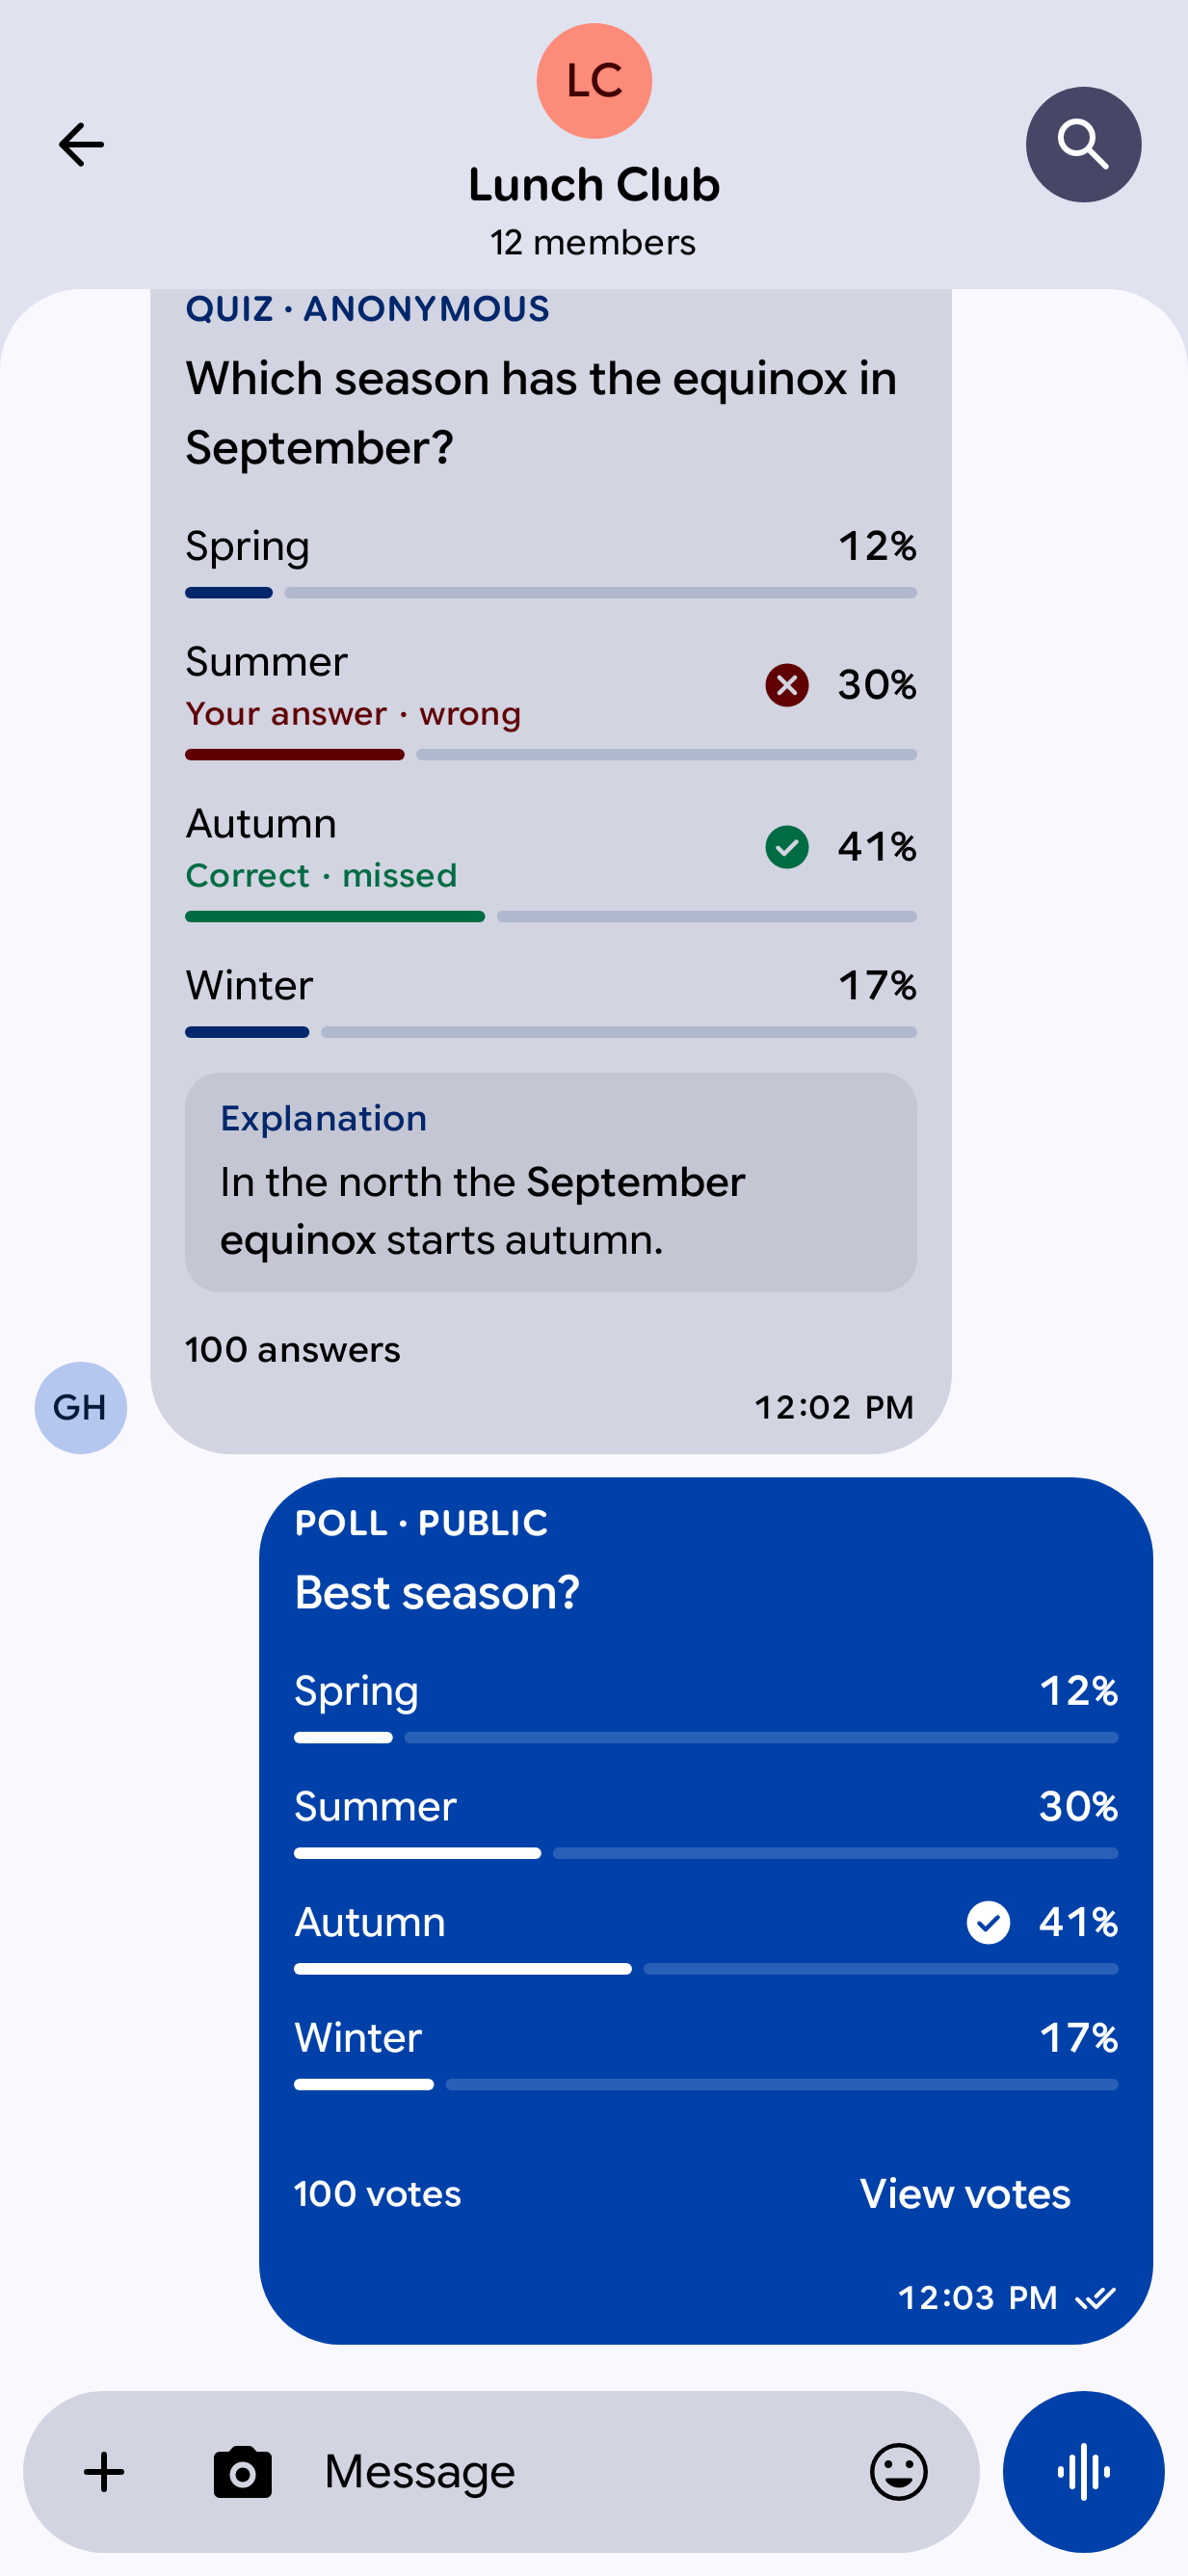 LC
Lunch Club
12 members
QUIZ · ANONYMOUS
Which season has the equinox in
September?
Spring 12%
Summer 30%
Your answer · wrong
Autumn 41%
Correct · missed
Winter 17%
Explanation
In the north the September
equinox starts autumn.
100 answers
GH
12:02 PM
POLL · PUBLIC
Best season?
Spring 12%
Summer 30%
Autumn 41%
Winter 17%
100 votes View votes
12:03 PM
Message